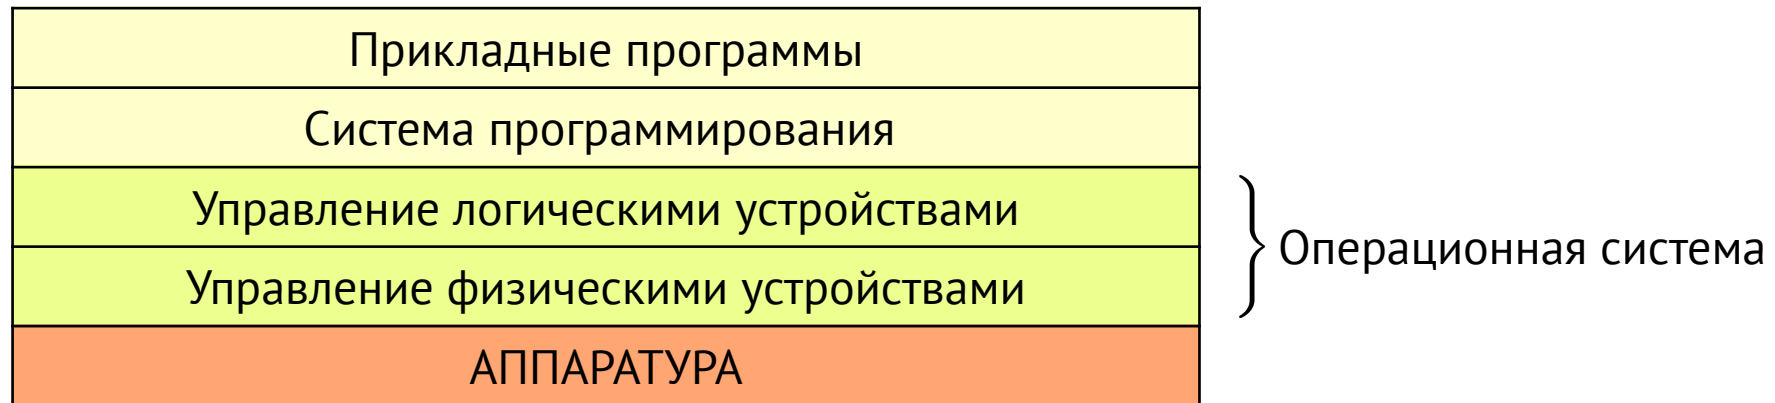 Прикладные программы
Система программирования
Управление логическими устройствами
Управление физическими устройствами
Операционная система
АППАРАТУРА